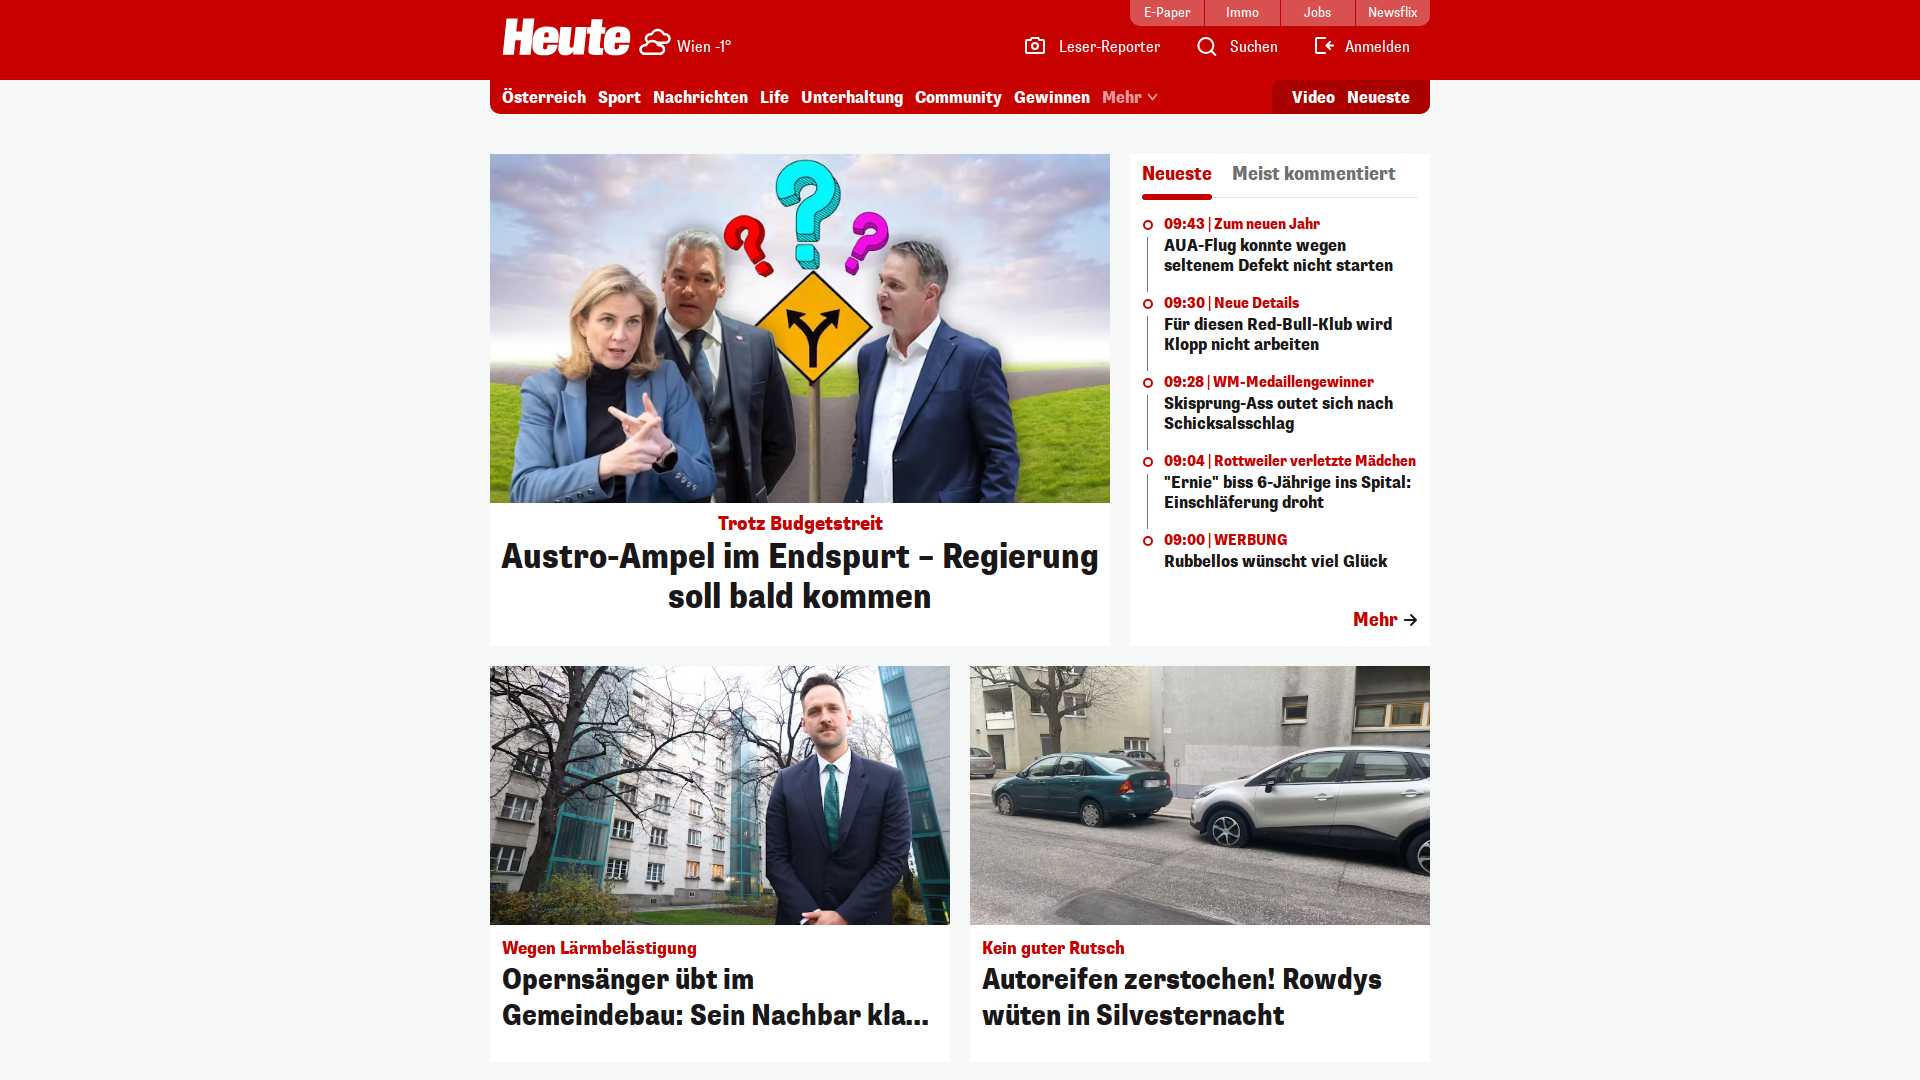 E-Paper
Immo
Jobs
Newsflix
Heute
Wien -1°
Leser-Reporter
Suchen
Anmelden
Österreich
Sport
Nachrichten
Life
Unterhaltung
Community
Gewinnen
Mehr
Video
Neueste
Trotz Budgetstreit
Austro-Ampel im Endspurt – Regierung
soll bald kommen
Neueste
Meist kommentiert
09:43 | Zum neuen Jahr
AUA-Flug konnte wegen
seltenem Defekt nicht starten
09:30 | Neue Details
Für diesen Red-Bull-Klub wird
Klopp nicht arbeiten
09:28 | WM-Medaillengewinner
Skisprung-Ass outet sich nach
Schicksalsschlag
09:04 | Rottweiler verletzte Mädchen
"Ernie" biss 6-Jährige ins Spital:
Einschläferung droht
09:00 | WERBUNG
Rubbellos wünscht viel Glück
Mehr
Wegen Lärmbelästigung
Opernsänger übt im
Gemeindebau: Sein Nachbar kla...
Kein guter Rutsch
Autoreifen zerstochen! Rowdys
wüten in Silvesternacht